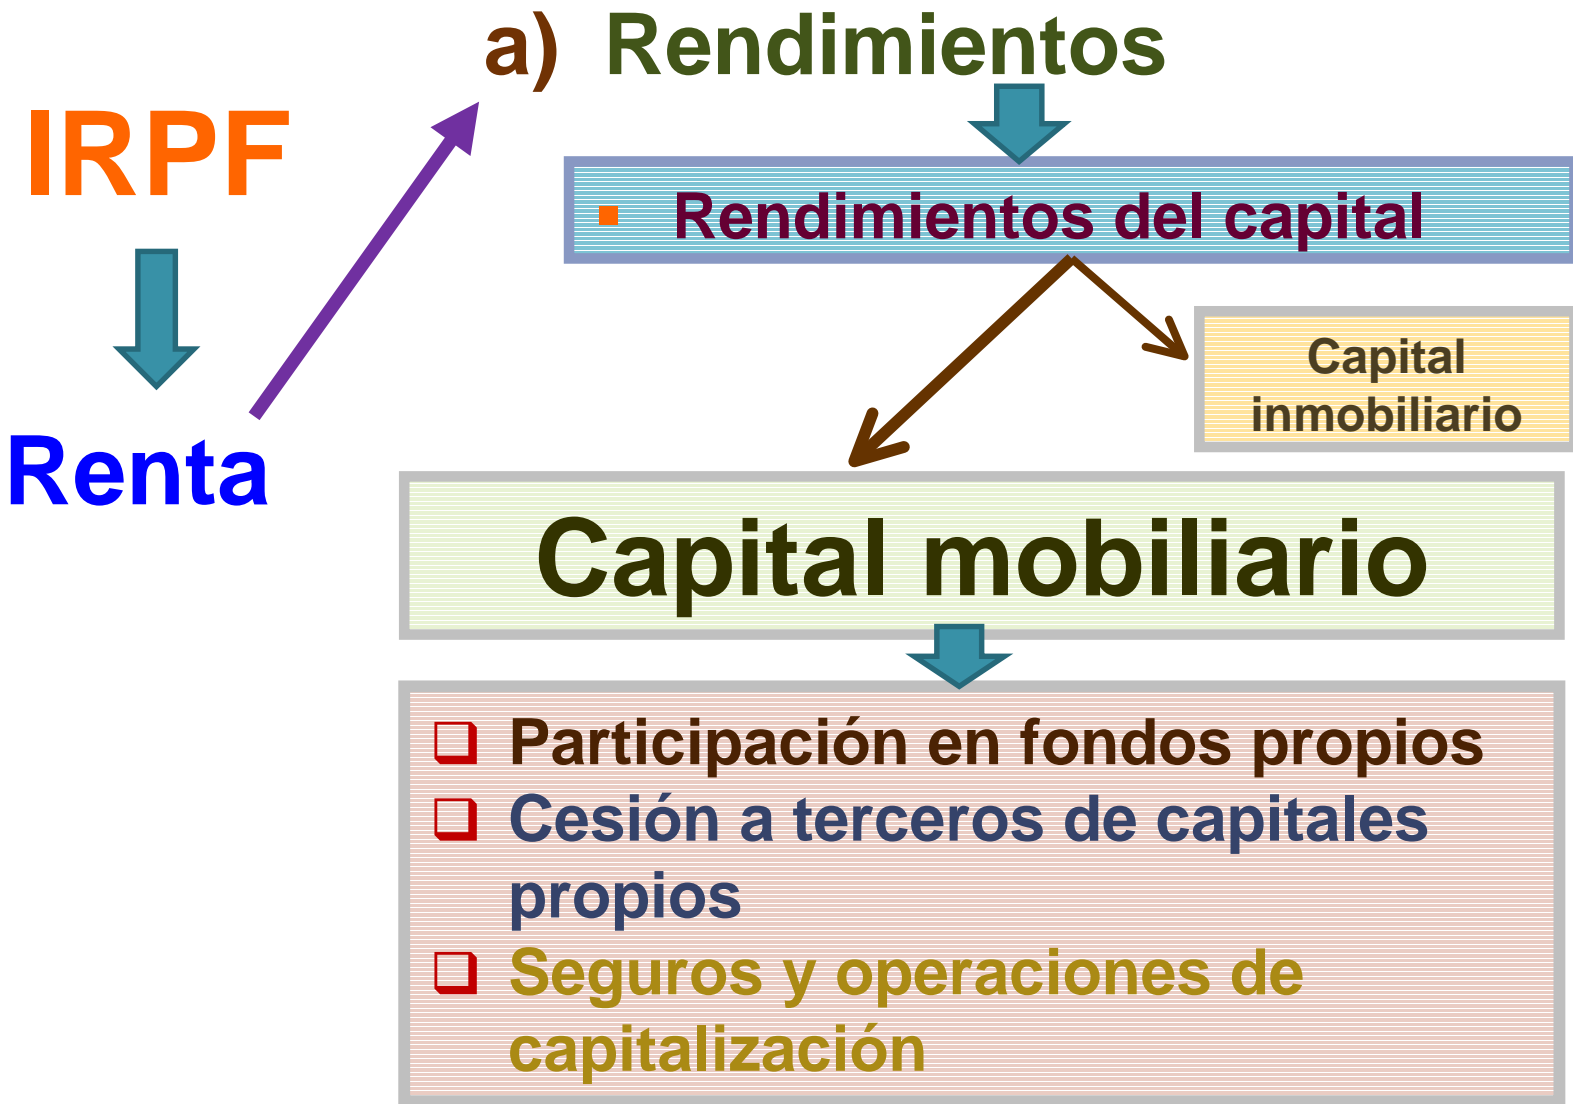 a) Rendimientos
IRPF
▪ Rendimientos del capital
Capital
inmobiliario
Renta
Capital mobiliario
❑ Participación en fondos propios
❑ Cesión a terceros de capitales
propios
❑ Seguros y operaciones de
capitalización